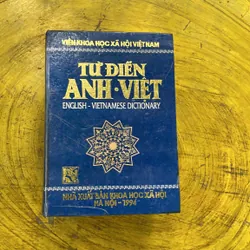 VIỆN KHOA HỌC XÃ HỘI VIỆT NAM
TỪ ĐIỂN
ANH · VIỆT
ENGLISH - VIETNAMESE DICTIONARY
NHÀ XUẤT BẢN KHOA HỌC XÃ HỘI
HÀ NỘI - 1994